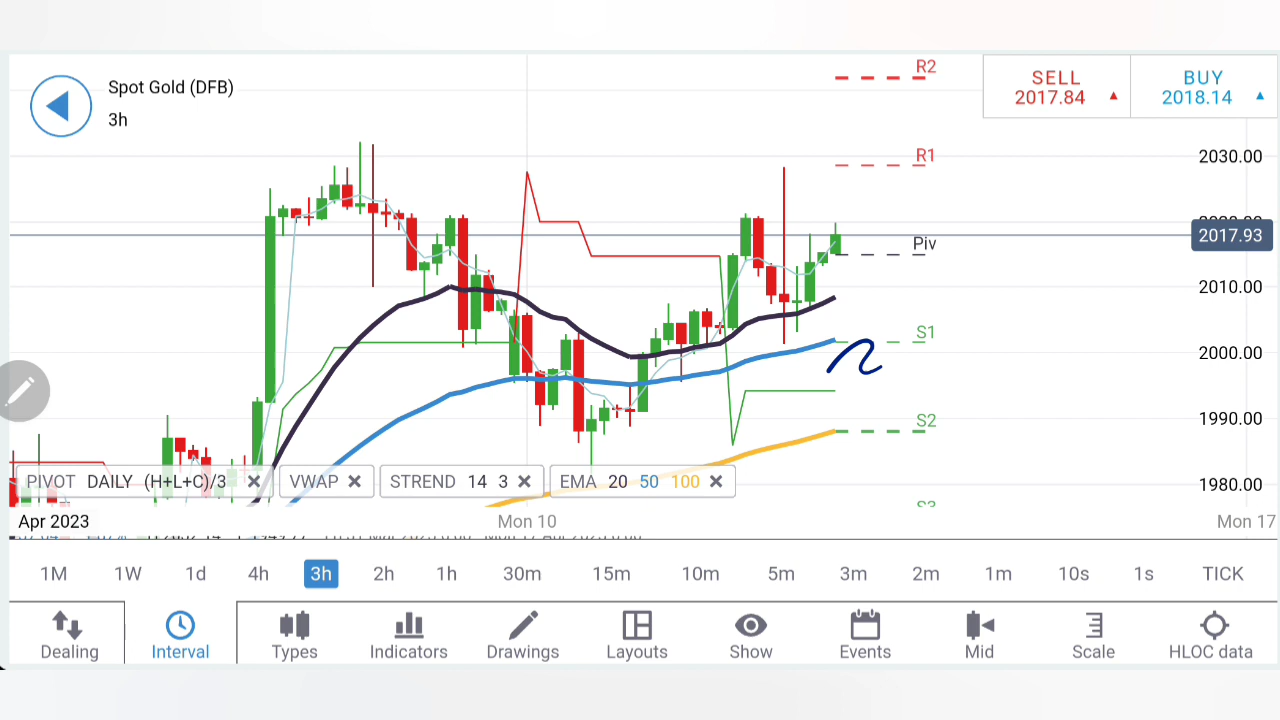 Spot Gold (DFB)
3h
SELL
2017.84
BUY
2018.14
R2
R1
Piv
S1
S2
2030.00
2017.93
2010.00
2000.00
1990.00
1980.00
PIVOT DAILY (H+L+C)/3
VWAP
STREND 14 3
EMA 20 50 100
Apr 2023
Mon 10
Mon 17
1M 1W 1d 4h 3h 2h 1h 30m 15m 10m 5m 3m 2m 1m 10s 1s TICK
Dealing Interval Types Indicators Drawings Layouts Show Events Mid Scale HLOC data